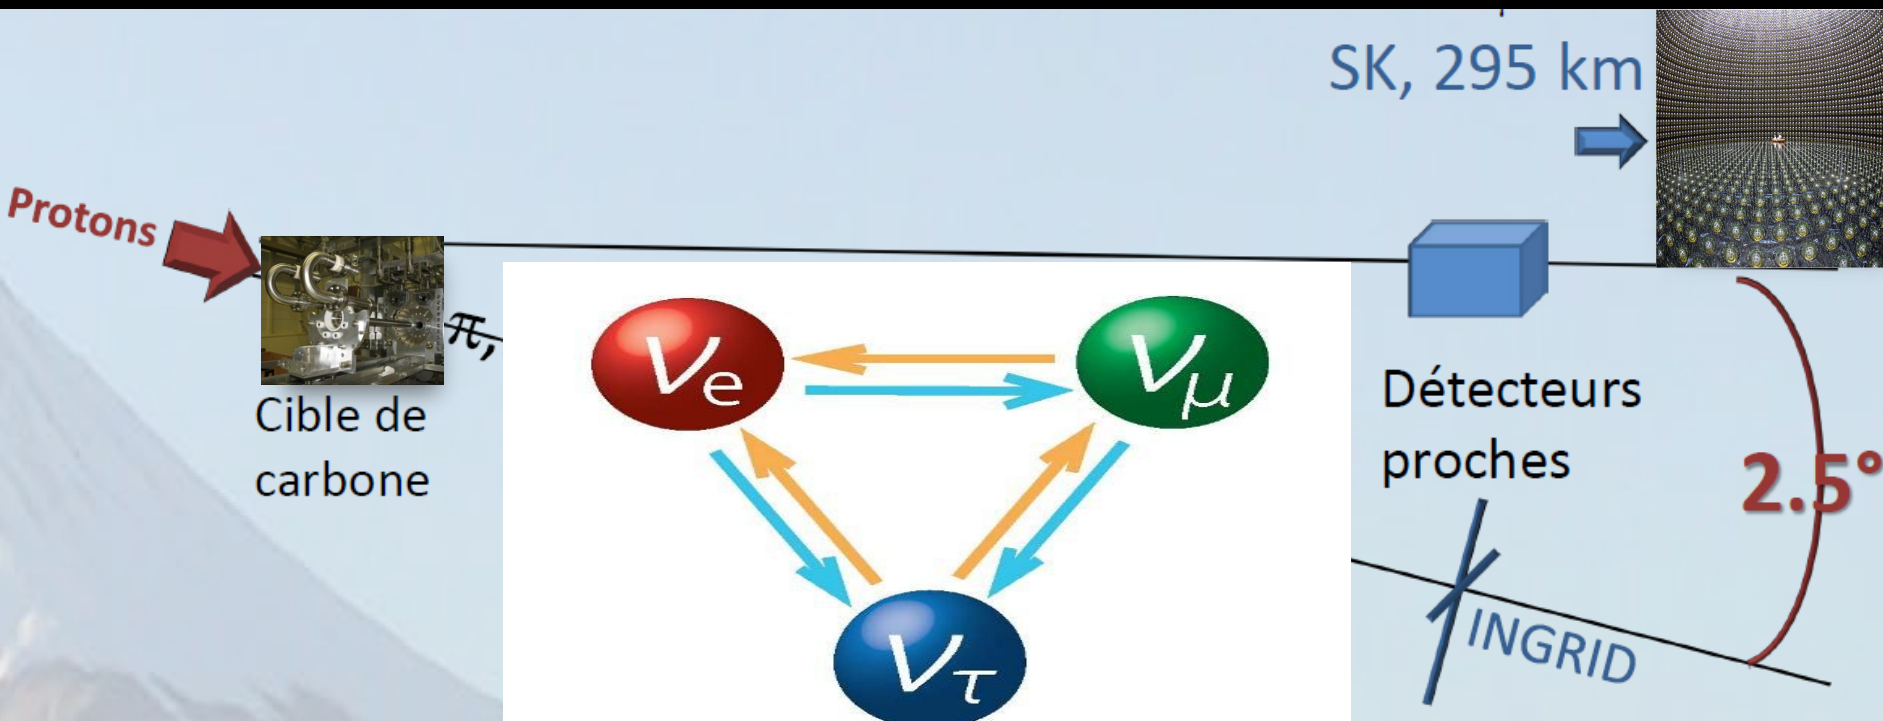 SK, 295 km
Protons
π,
Cible de
carbone
νe
νμ
ντ
Détecteurs
proches
2.5°
INGRID